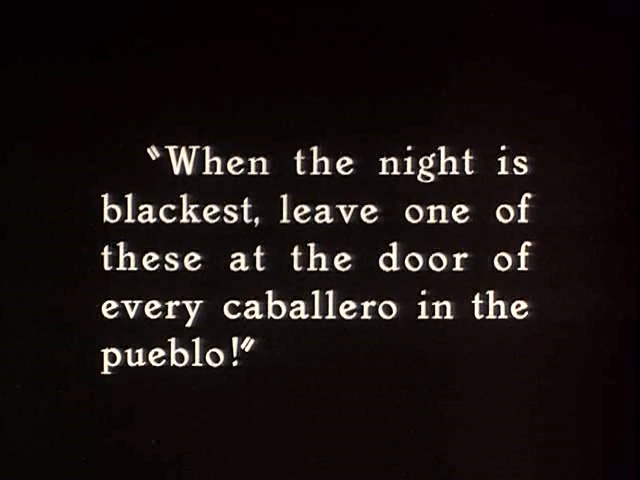 "When the night is
blackest, leave one of
these at the door of
every caballero in the
pueblo!"